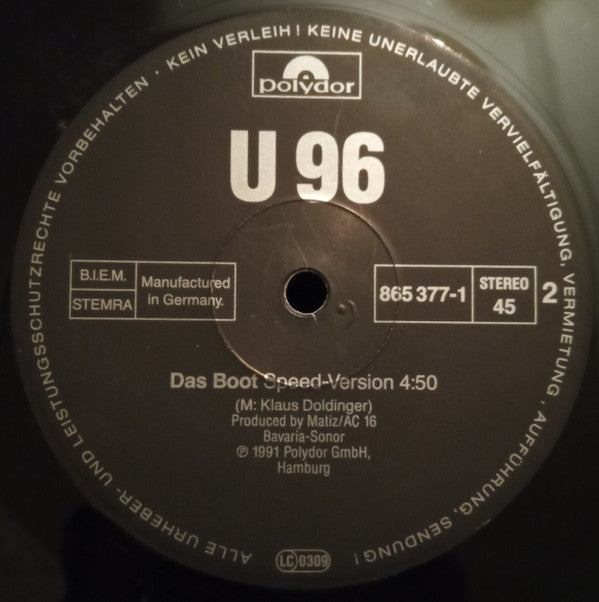 ALLE URHEBER- UND LEISTUNGSSCHUTZRECHTE VORBEHALTEN · KEIN VERLEIH! KEINE UNERLAUBTE VERVIELFÄLTIGUNG, VERMIETUNG, AUFFÜHRUNG, SENDUNG!
polydor
U 96
B.I.E.M.
STEMRA
Manufactured
in Germany.
865 377-1
STEREO
45
2
Das Boot Speed-Version 4:50
(M: Klaus Doldinger)
Produced by Matiz/AC 16
Bavaria-Sonor
℗ 1991 Polydor GmbH,
Hamburg
LC 0309